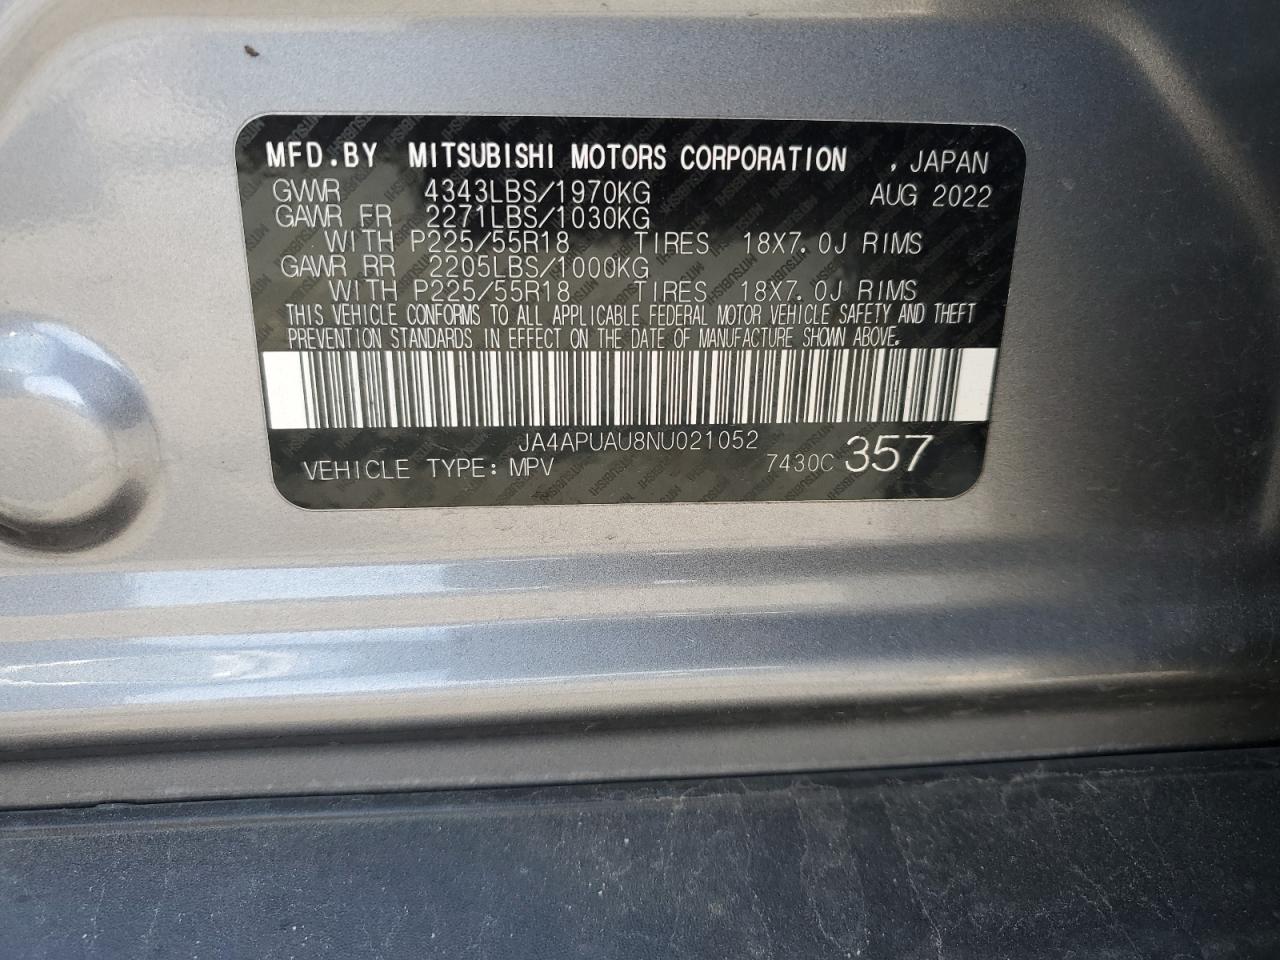 MFD.BY MITSUBISHI MOTORS CORPORATION , JAPAN
GVWR 4343LBS/1970KG AUG 2022
GAWR FR 2271LBS/1030KG
WITH P225/55R18 TIRES 18X7.0J RIMS
GAWR RR 2205LBS/1000KG
WITH P225/55R18 TIRES 18X7.0J RIMS
THIS VEHICLE CONFORMS TO ALL APPLICABLE FEDERAL MOTOR VEHICLE SAFETY AND THEFT
PREVENTION STANDARDS IN EFFECT ON THE DATE OF MANUFACTURE SHOWN ABOVE.
JA4APUAU8NU021052
VEHICLE TYPE: MPV 7430C 357